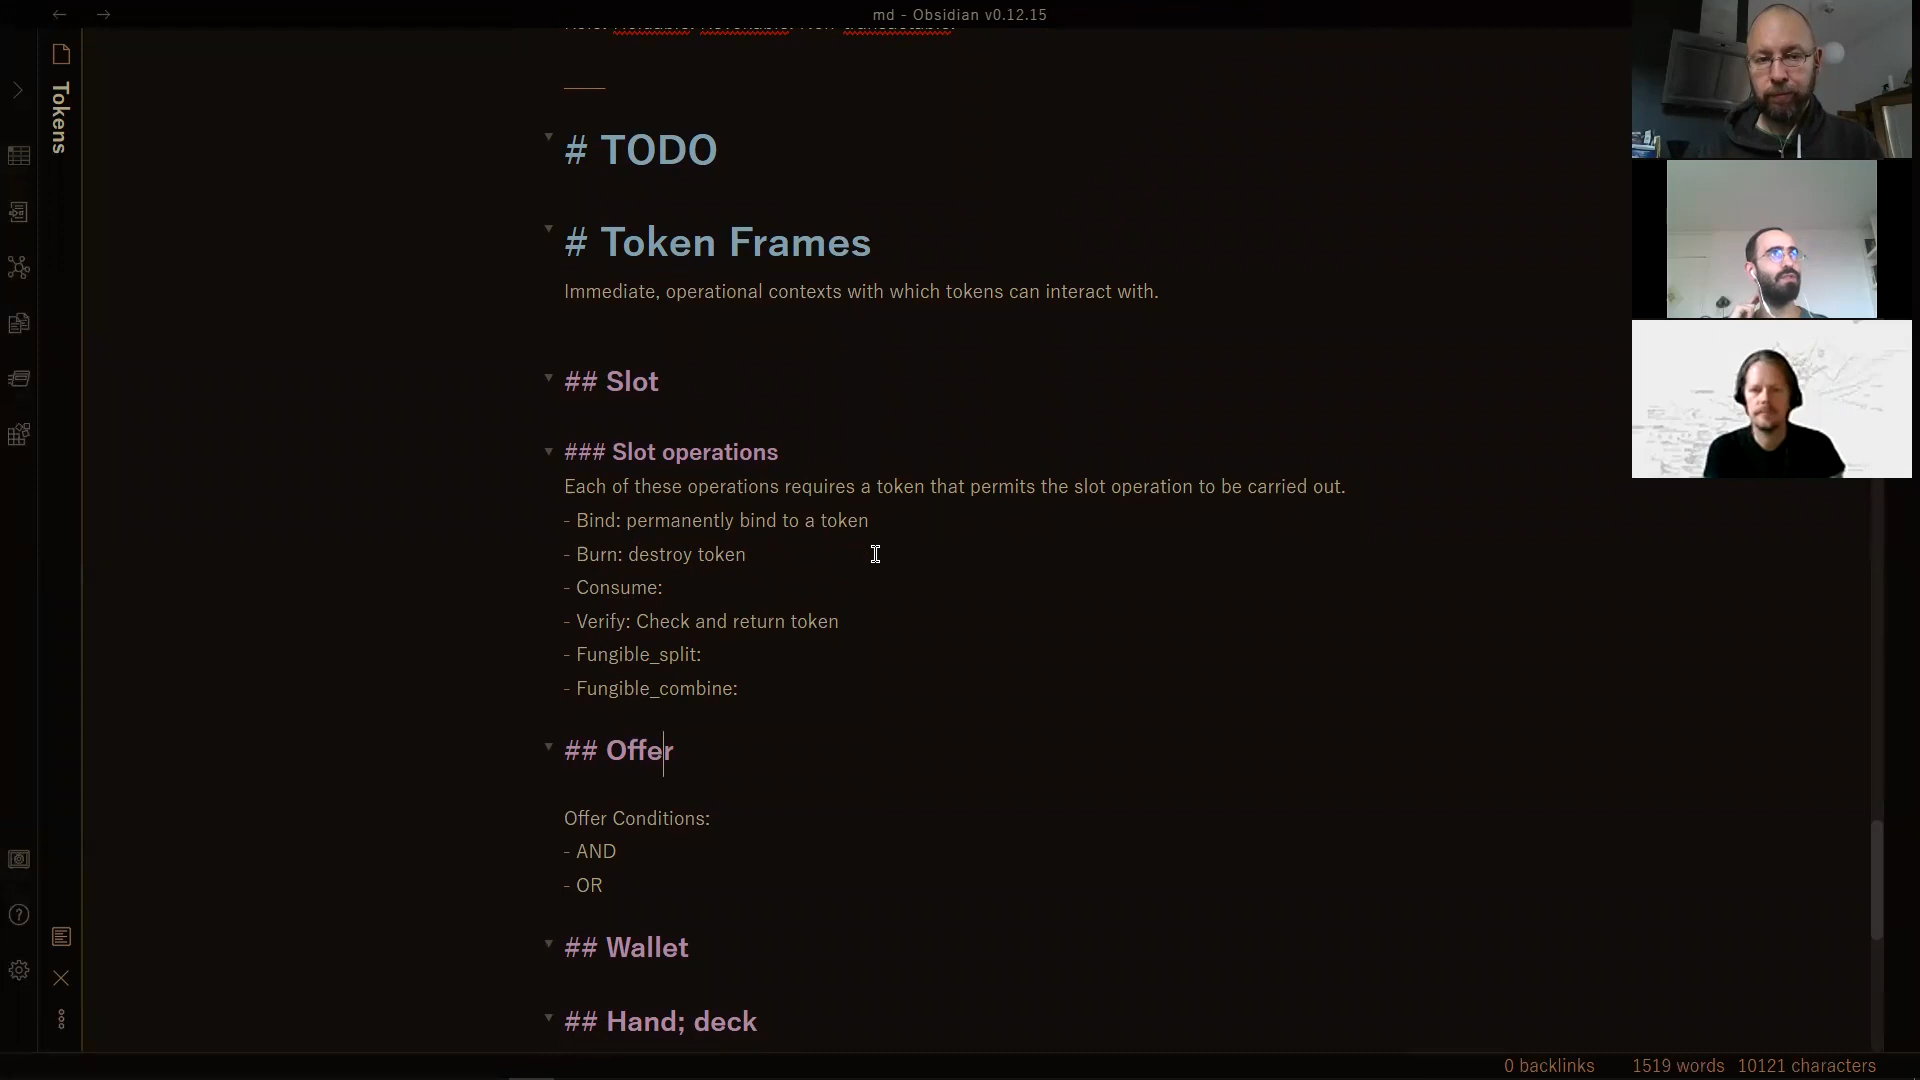 md - Obsidian v0.12.15
Tokens
# TODO
# Token Frames
Immediate, operational contexts with which tokens can interact with.
## Slot
### Slot operations
Each of these operations requires a token that permits the slot operation to be carried out.
- Bind: permanently bind to a token
- Burn: destroy token
- Consume:
- Verify: Check and return token
- Fungible_split:
- Fungible_combine:
## Offer
Offer Conditions:
- AND
- OR
## Wallet
## Hand; deck
0 backlinks 1519 words 10121 characters